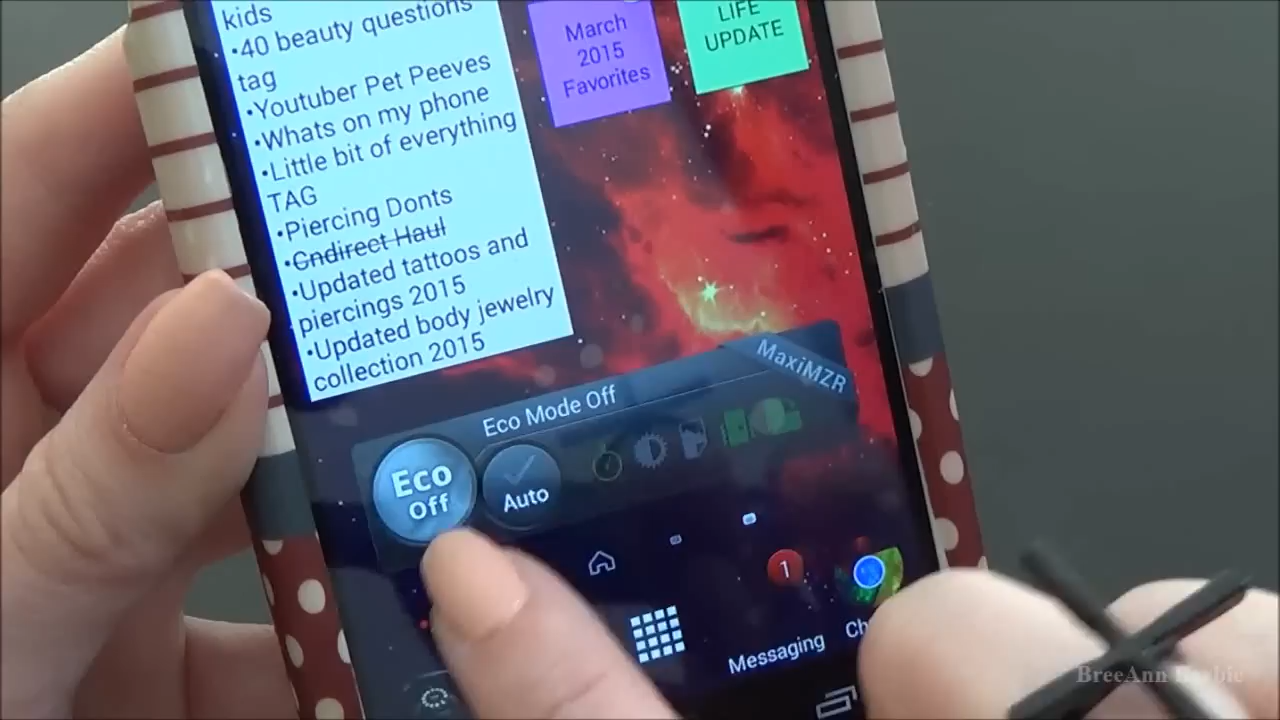 kids
•40 beauty questions
tag
•Youtuber Pet Peeves
•Whats on my phone
•Little bit of everything
TAG
•Piercing Donts
•Cndirect Haul
•Updated tattoos and
piercings 2015
•Updated body jewelry
collection 2015
March
2015
Favorites
LIFE
UPDATE
MaxiMZR
Eco Mode Off
Eco
Off
Auto
1
Messaging
Ch
BreeAnn